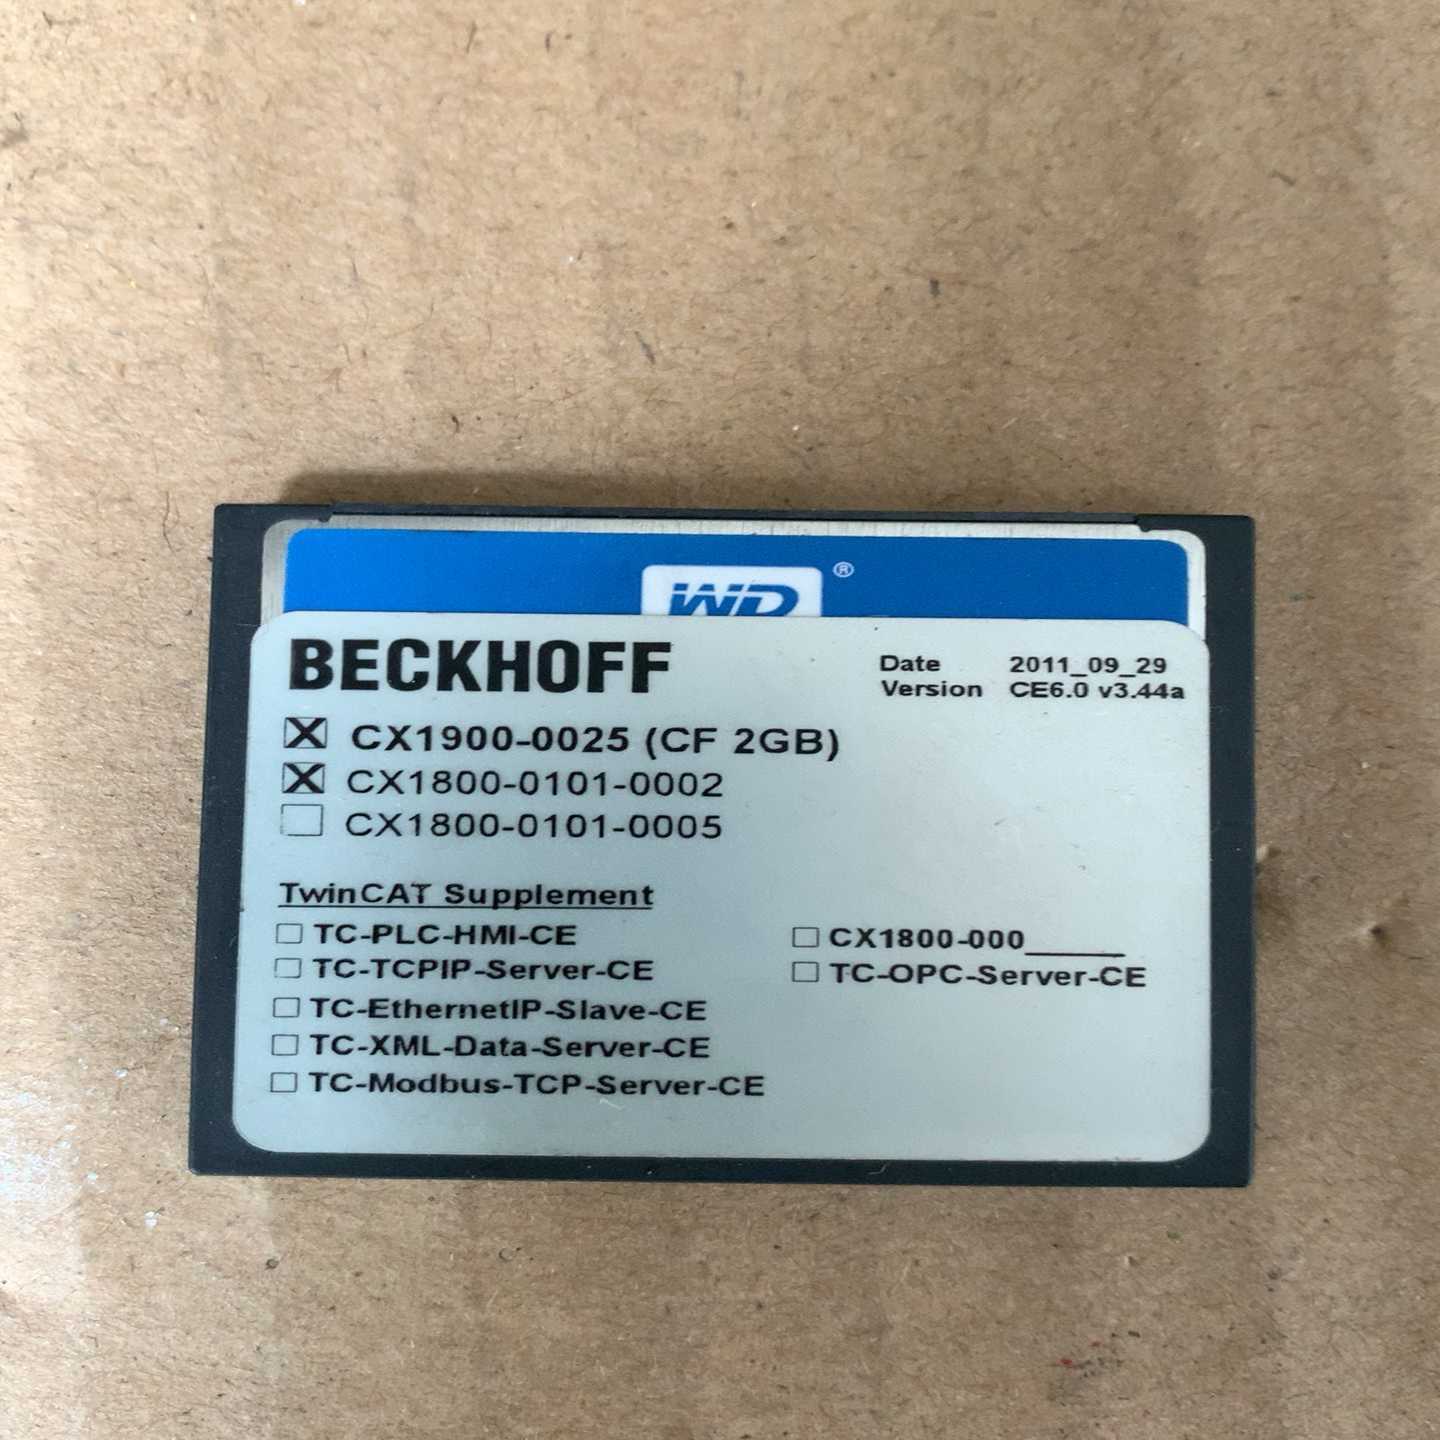 WD®
BECKHOFF
Date 2011_09_29
Version CE6.0 v3.44a
☒ CX1900-0025 (CF 2GB)
☒ CX1800-0101-0002
☐ CX1800-0101-0005
TwinCAT Supplement
☐ TC-PLC-HMI-CE
☐ CX1800-000______
☐ TC-TCPIP-Server-CE
☐ TC-OPC-Server-CE
☐ TC-EthernetIP-Slave-CE
☐ TC-XML-Data-Server-CE
☐ TC-Modbus-TCP-Server-CE